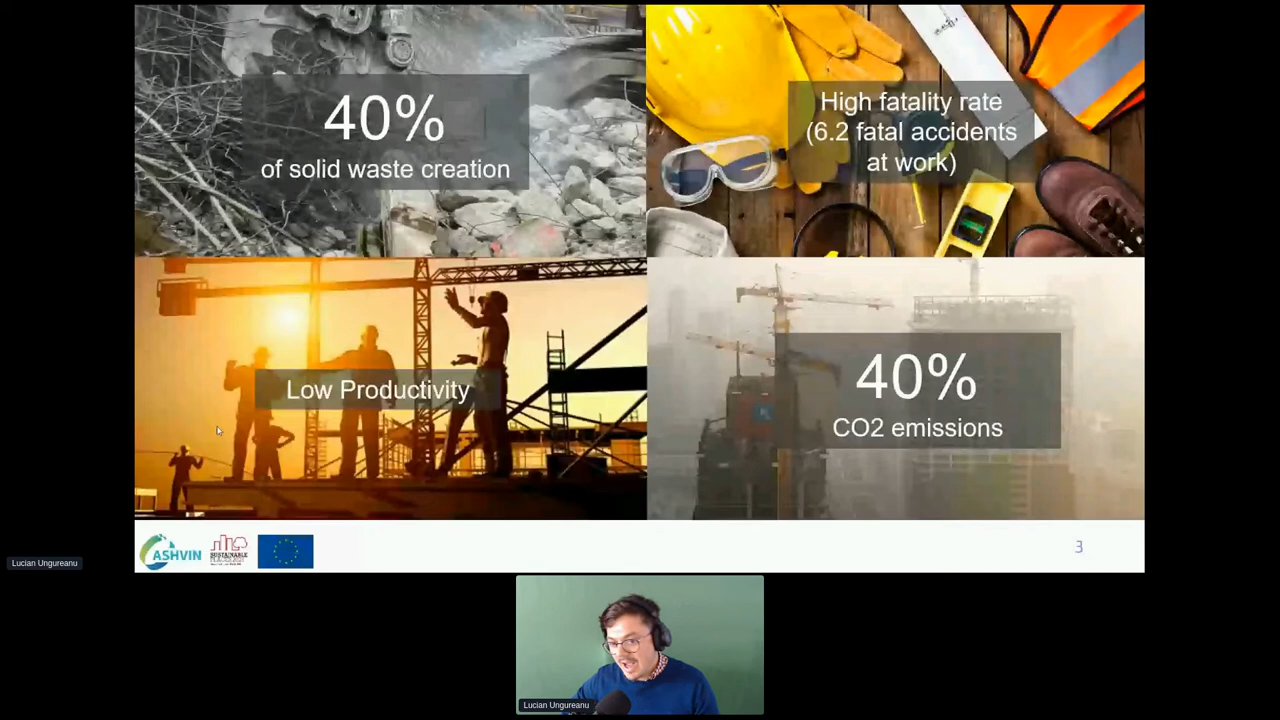 40%
of solid waste creation
High fatality rate
(6.2 fatal accidents
at work)
Low Productivity
40%
CO2 emissions
ASHVIN
SUSTAINABLE
3
Lucian Ungureanu
Lucian Ungureanu